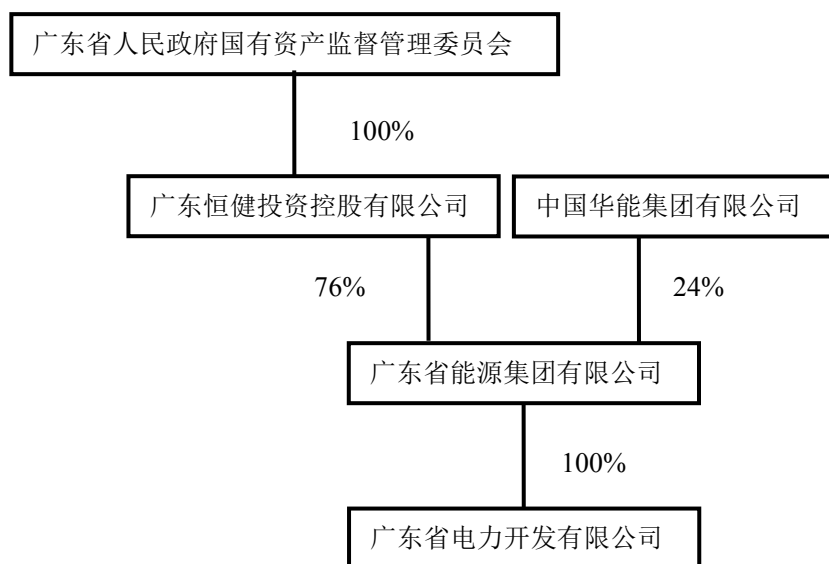 广东省人民政府国有资产监督管理委员会
100%
广东恒健投资控股有限公司
中国华能集团有限公司
76%
24%
广东省能源集团有限公司
100%
广东省电力开发有限公司